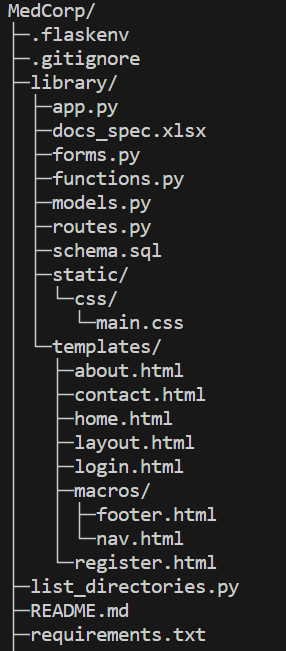 MedCorp/
├─.flaskenv
├─.gitignore
├─library/
│ ├─app.py
│ ├─docs_spec.xlsx
│ ├─forms.py
│ ├─functions.py
│ ├─models.py
│ ├─routes.py
│ ├─schema.sql
│ ├─static/
│ │ └─css/
│ │   └─main.css
│ └─templates/
│   ├─about.html
│   ├─contact.html
│   ├─home.html
│   ├─layout.html
│   ├─login.html
│   ├─macros/
│   │ ├─footer.html
│   │ └─nav.html
│   └─register.html
├─list_directories.py
├─README.md
├─requirements.txt